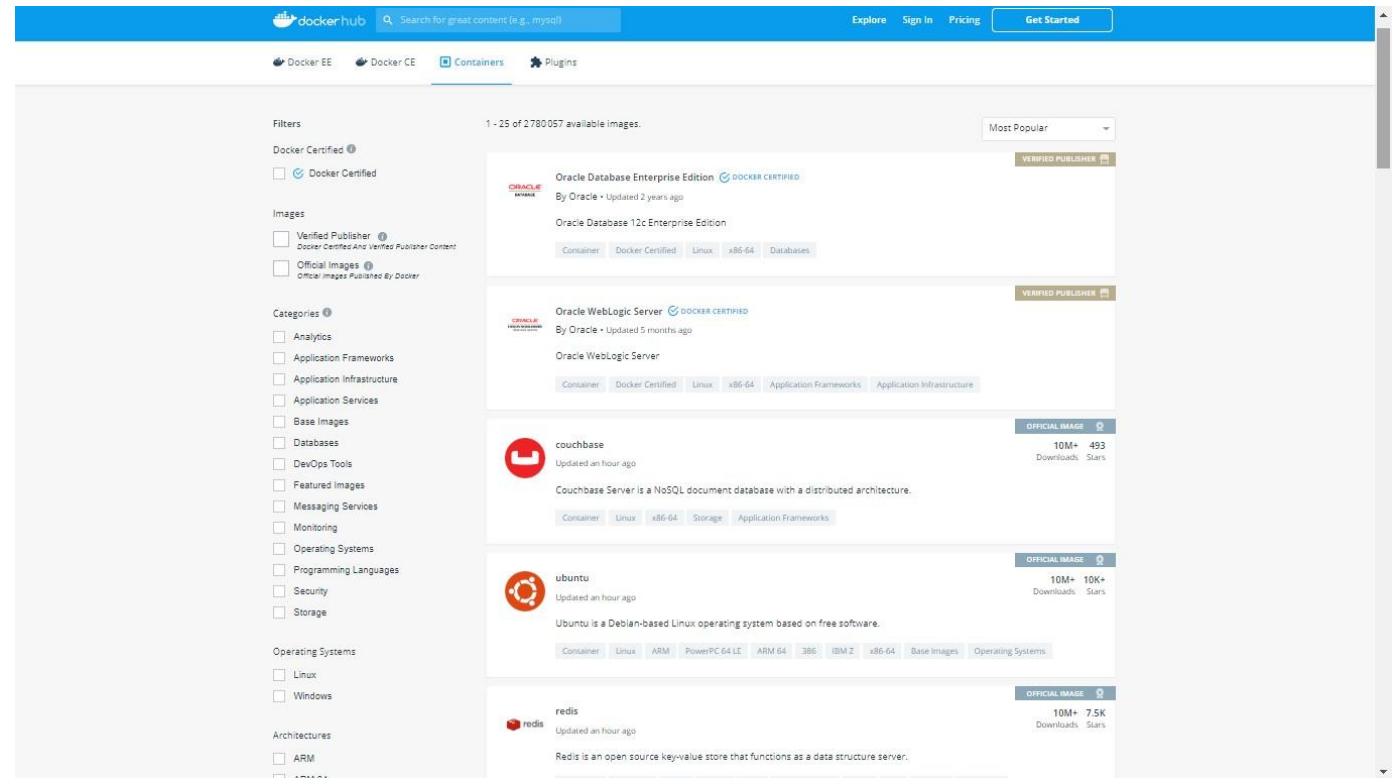 dockerhub Search for great content (e.g., mysql) Explore Sign In Pricing Get Started
Docker EE Docker CE Containers Plugins
Filters
Docker Certified
Docker Certified
Images
Verified Publisher
Docker Certified And Verified Publisher Content
Official Images
Official Images Published By Docker
Categories
Analytics
Application Frameworks
Application Infrastructure
Application Services
Base Images
Databases
DevOps Tools
Featured Images
Messaging Services
Monitoring
Operating Systems
Programming Languages
Security
Storage
Operating Systems
Linux
Windows
Architectures
ARM
1 - 25 of 2780057 available images.
Most Popular
VERIFIED PUBLISHER
ORACLE
DATABASE
Oracle Database Enterprise Edition DOCKER CERTIFIED
By Oracle • Updated 2 years ago
Oracle Database 12c Enterprise Edition
Container Docker Certified Linux x86-64 Databases
VERIFIED PUBLISHER
ORACLE
Oracle WebLogic Server DOCKER CERTIFIED
By Oracle • Updated 5 months ago
Oracle WebLogic Server
Container Docker Certified Linux x86-64 Application Frameworks Application Infrastructure
OFFICIAL IMAGE
couchbase
10M+ 493
Downloads Stars
Updated an hour ago
Couchbase Server is a NoSQL document database with a distributed architecture.
Container Linux x86-64 Storage Application Frameworks
OFFICIAL IMAGE
ubuntu
10M+ 10K+
Downloads Stars
Updated an hour ago
Ubuntu is a Debian-based Linux operating system based on free software.
Container Linux ARM PowerPC 64 LE ARM 64 386 IBM Z x86-64 Base Images Operating Systems
OFFICIAL IMAGE
redis
redis
10M+ 7.5K
Downloads Stars
Updated an hour ago
Redis is an open source key-value store that functions as a data structure server.